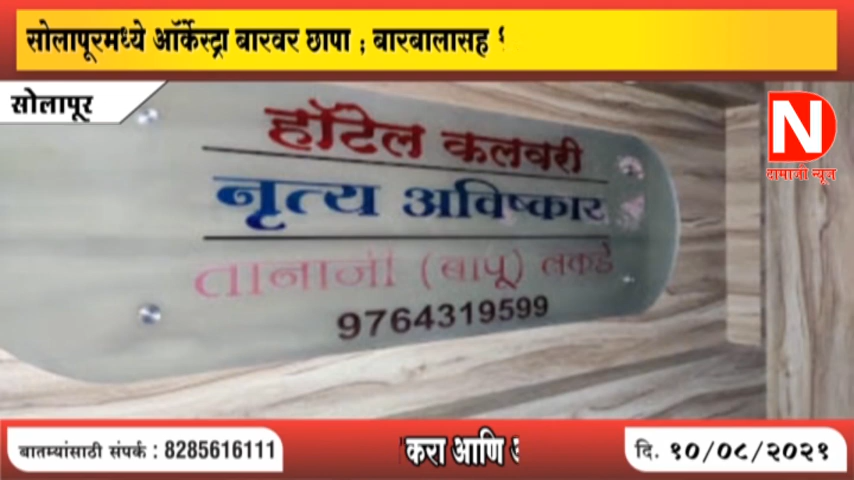 सोलापूरमध्ये ऑर्केस्ट्रा बारवर छापा ; बारबालासह
सोलापूर
N
दामाजी न्यूज
हॉटेल कलवरी
नृत्य अविष्कार
तानाजी (बापू) लकडे
9764319599
बातम्यांसाठी संपर्क : 8285616111
करा आणि
दि. १०/०८/२०२१